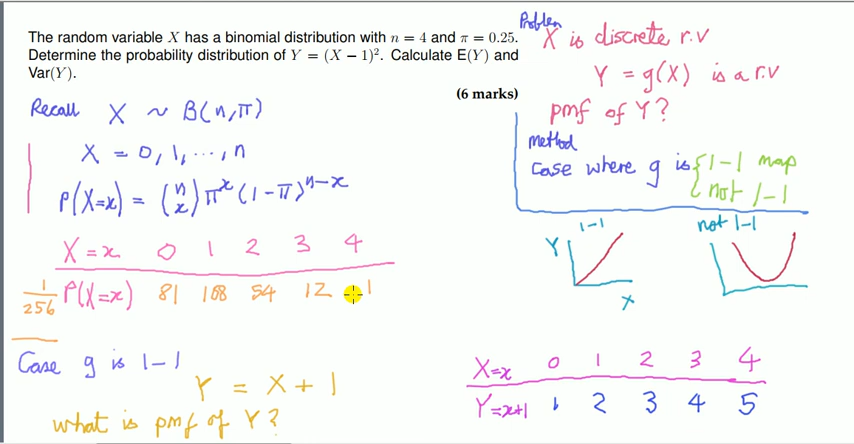 The random variable X has a binomial distribution with n = 4 and π = 0.25.
Determine the probability distribution of Y = (X − 1)². Calculate E(Y) and
Var(Y).
(6 marks)
Recall X ~ B(n, π)
X = 0, 1, ..., n
P(X=x) = (n x) π^x (1-π)^(n-x)
X = x 0 1 2 3 4
1/256 P(X=x) 81 108 54 12 1
Case g is 1-1
Y = X + 1
what is pmf of Y?
Problem
X is discrete r.v
Y = g(X) is a r.v
pmf of Y?
method
Case where g is { 1-1 map
not 1-1
1-1
Y
X
not 1-1
X=x 0 1 2 3 4
Y=x+1 1 2 3 4 5